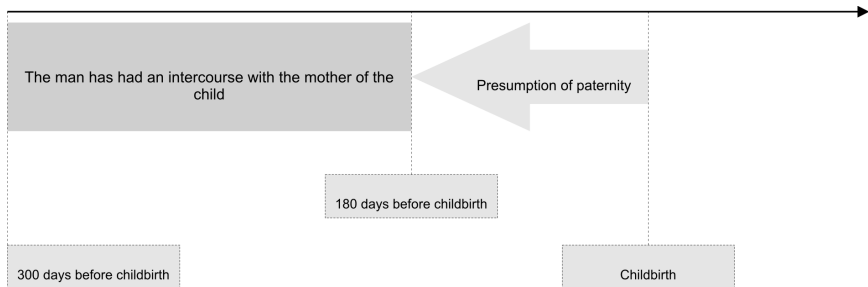 The man has had an intercourse with the mother of the
child
Presumption of paternity
180 days before childbirth
300 days before childbirth
Childbirth